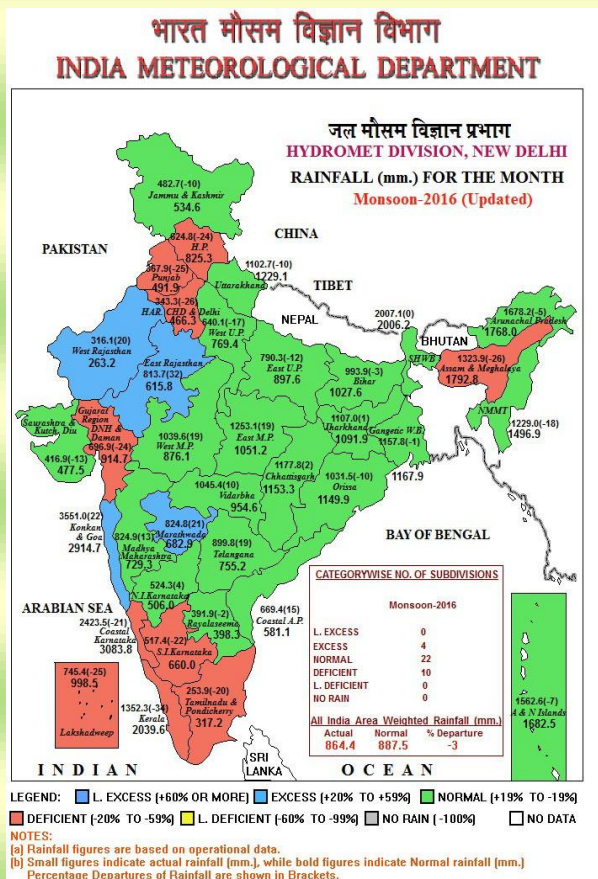 भारत मौसम विज्ञान विभाग
INDIA METEOROLOGICAL DEPARTMENT
जल मौसम विज्ञान प्रभाग
HYDROMET DIVISION, NEW DELHI
RAINFALL (mm.) FOR THE MONTH
Monsoon-2016 (Updated)
482.7(-10)
Jammu & Kashmir
534.6
CHINA
PAKISTAN
624.8(-24)
H.P.
825.3
367.9(-25)
Punjab
491.9
1102.7(-10)
1229.1
Uttarakhand
TIBET
343.3(-26)
HAR. CHD & Delhi
466.3
NEPAL
640.1(-17)
West U.P.
769.4
2007.1(0)
2006.2
SHWB
BHUTAN
1678.2(-5)
Arunachal Pradesh
1768.0
316.1(20)
West Rajasthan
263.2
East Rajasthan
813.7(32)
615.8
790.3(-12)
East U.P.
897.6
993.9(-3)
Bihar
1027.6
1323.9(-26)
Assam & Meghalaya
1792.8
NMMT
1229.0(-18)
1496.9
Gujarat
Region
DNH &
Daman
696.9(-24)
914.7
Saurashtra &
Kutch, Diu
416.9(-13)
477.5
1039.6(19)
West M.P.
876.1
1253.1(19)
East M.P.
1051.2
1107.0(1)
Jharkhand
1091.9
Gangetic W.B.
1157.8(-1)
1167.9
1177.8(2)
Chhattisgarh
1153.3
1031.5(-10)
Orissa
1149.9
1045.4(10)
Vidarbha
954.6
3551.0(22)
Konkan
& Goa
2914.7
824.8(21)
Marathwada
682.9
824.9(13)
Madhya
Maharashtra
729.3
899.8(19)
Telangana
755.2
BAY OF BENGAL
524.3(4)
N.I.Karnataka
506.0
391.9(-2)
Rayalaseema
398.3
669.4(15)
Coastal A.P.
581.1
ARABIAN SEA
2423.5(-21)
Coastal
Karnataka
3083.8
517.4(-22)
S.I.Karnataka
660.0
745.4(-25)
998.5
Lakshadweep
253.9(-20)
Tamilnadu &
Pondicherry
317.2
1352.3(-34)
Kerala
2039.6
CATEGORYWISE NO. OF SUBDIVISIONS
Monsoon-2016
L. EXCESS 0
EXCESS 4
NORMAL 22
DEFICIENT 10
L. DEFICIENT 0
NO RAIN 0
All India Area Weighted Rainfall (mm.)
Actual Normal % Departure
864.4 887.5 -3
1562.6(-7)
A & N Islands
1682.5
SRI
LANKA
INDIAN OCEAN
LEGEND: L. EXCESS (+60% OR MORE) EXCESS (+20% TO +59%) NORMAL (+19% TO -19%)
DEFICIENT (-20% TO -59%) L. DEFICIENT (-60% TO -99%) NO RAIN (-100%) NO DATA
NOTES:
(a) Rainfall figures are based on operational data.
(b) Small figures indicate actual rainfall (mm.), while bold figures indicate Normal rainfall (mm.)
Percentage Departures of Rainfall are shown in Brackets.